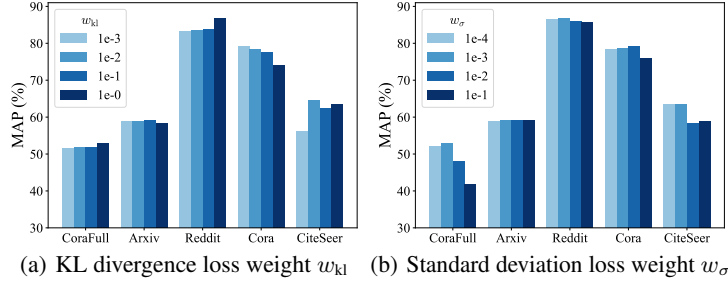 90
80
70
60
50
40
30
MAP (%)
w_kl
1e-3
1e-2
1e-1
1e-0
CoraFull Arxiv Reddit Cora CiteSeer
(a) KL divergence loss weight w_kl
90
80
70
60
50
40
30
MAP (%)
w_σ
1e-4
1e-3
1e-2
1e-1
CoraFull Arxiv Reddit Cora CiteSeer
(b) Standard deviation loss weight w_σ